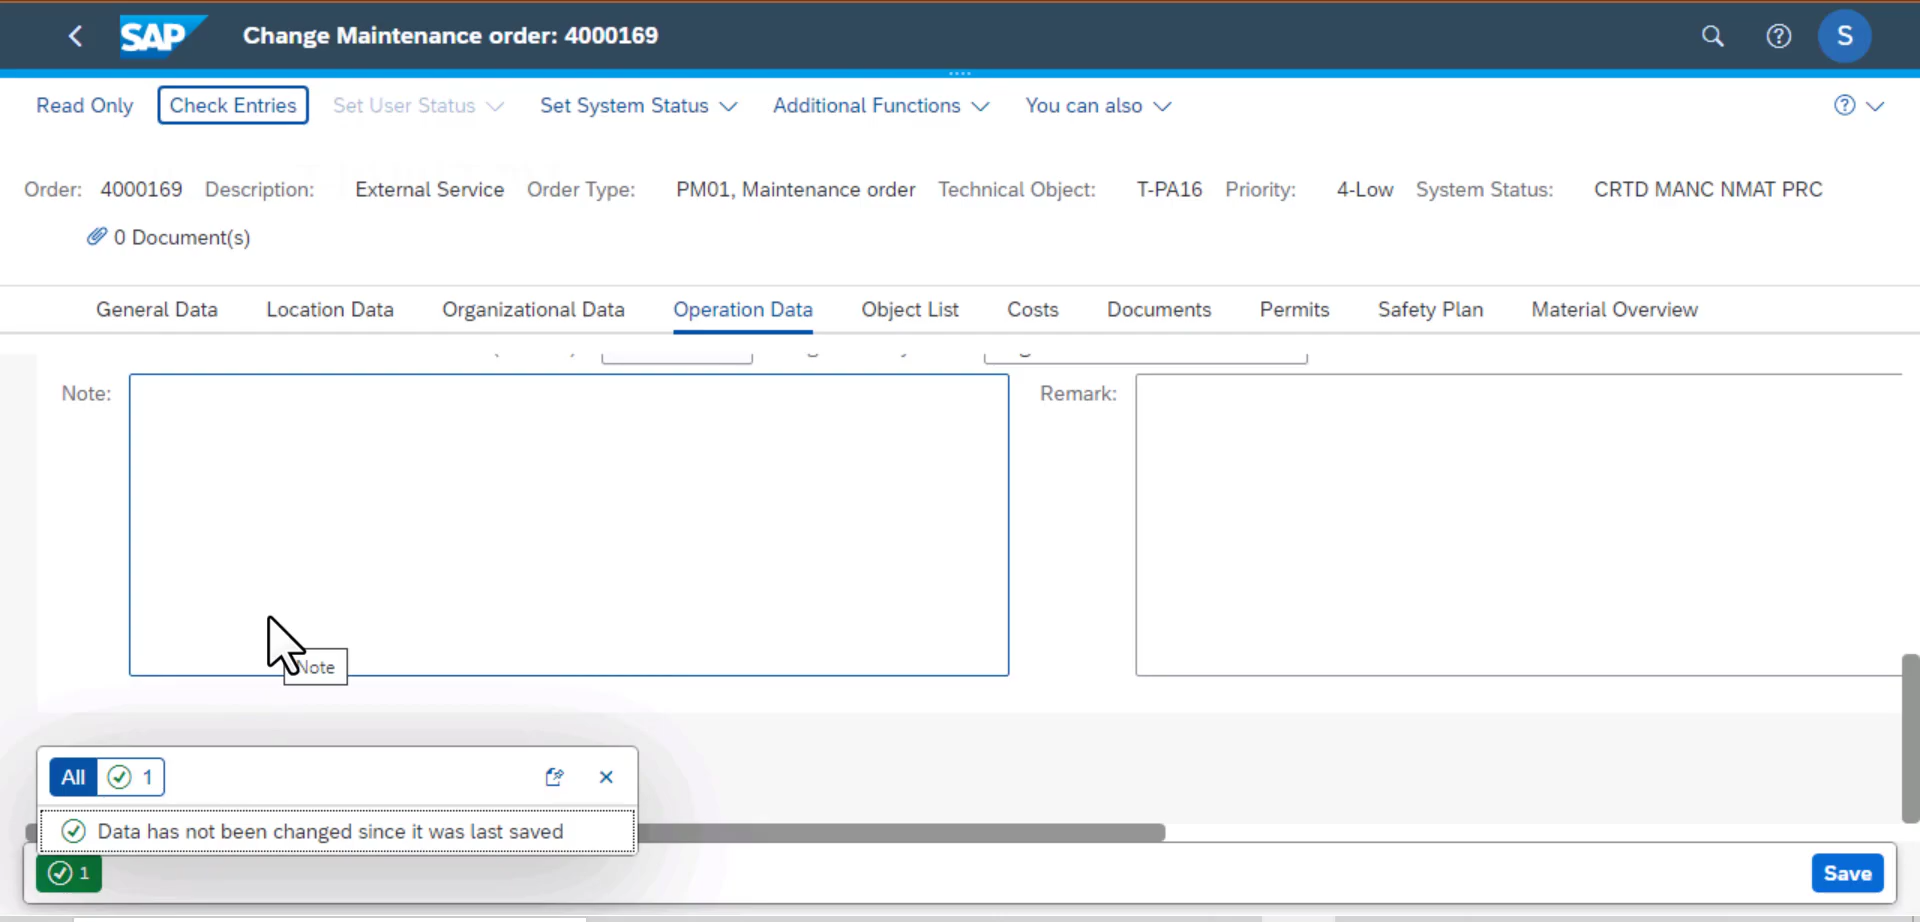 SAP Change Maintenance order: 4000169 S
Read Only Check Entries Set User Status Set System Status Additional Functions You can also
Order: 4000169 Description: External Service Order Type: PM01, Maintenance order Technical Object: T-PA16 Priority: 4-Low System Status: CRTD MANC NMAT PRC
0 Document(s)
General Data Location Data Organizational Data Operation Data Object List Costs Documents Permits Safety Plan Material Overview
Note: Remark:
Note
All 1
Data has not been changed since it was last saved
1 Save